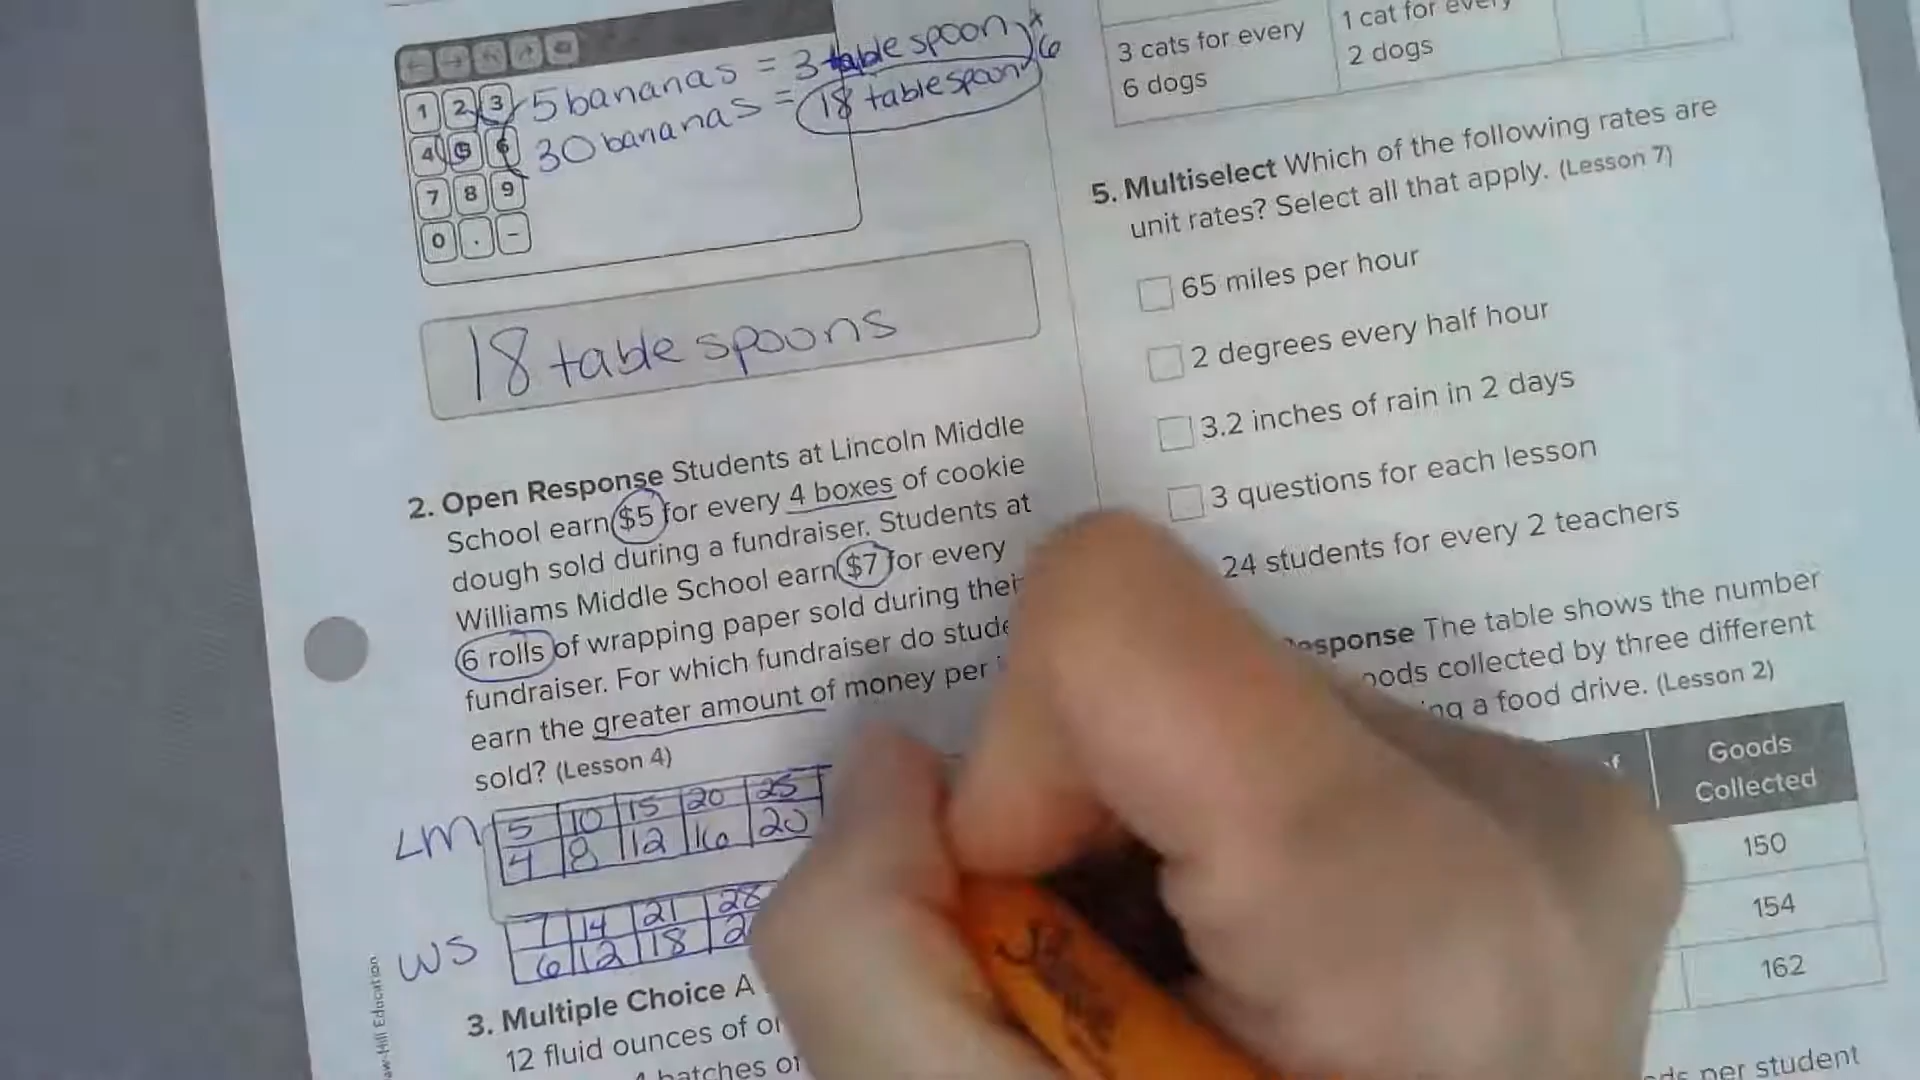 5 bananas = 3 table spoon x
6
30 bananas = 18 table spoon
1 2 3
4 5 6
7 8 9
0 . -
18 table spoons
2. Open Response Students at Lincoln Middle
School earn $5 for every 4 boxes of cookie
dough sold during a fundraiser. Students at
Williams Middle School earn $7 for every
6 rolls of wrapping paper sold during their
fundraiser. For which fundraiser do
earn the greater amount of money per
sold? (Lesson 4)
LM 5 10 15 20 25
4 8 12 16 20
WS 7 14 21 28
6 12 18
3. Multiple Choice A
12 fluid ounces of
batches
3 cats for every
6 dogs
1 cat for every
2 dogs
5. Multiselect Which of the following rates are
unit rates? Select all that apply. (Lesson 7)
65 miles per hour
2 degrees every half hour
3.2 inches of rain in 2 days
3 questions for each lesson
24 students for every 2 teachers
Response The table shows the number
goods collected by three different
a food drive. (Lesson 2)
Goods
Collected
150
154
162
per student
Hill Education